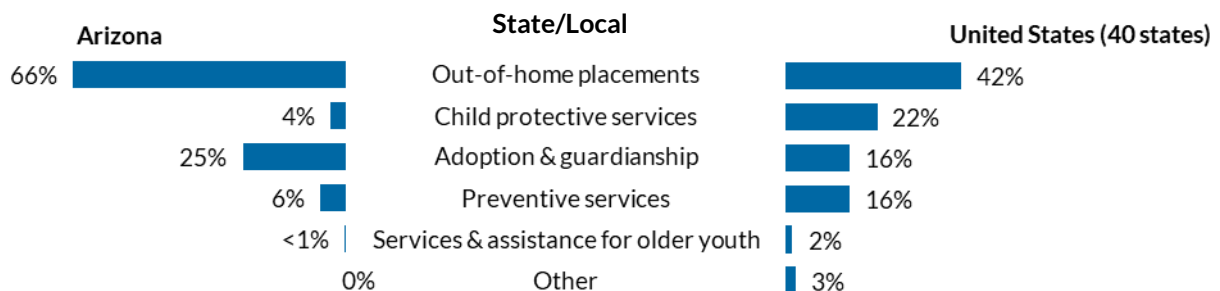 State/Local
Arizona United States (40 states)
66% Out-of-home placements 42%
4% Child protective services 22%
25% Adoption & guardianship 16%
6% Preventive services 16%
<1% Services & assistance for older youth 2%
0% Other 3%